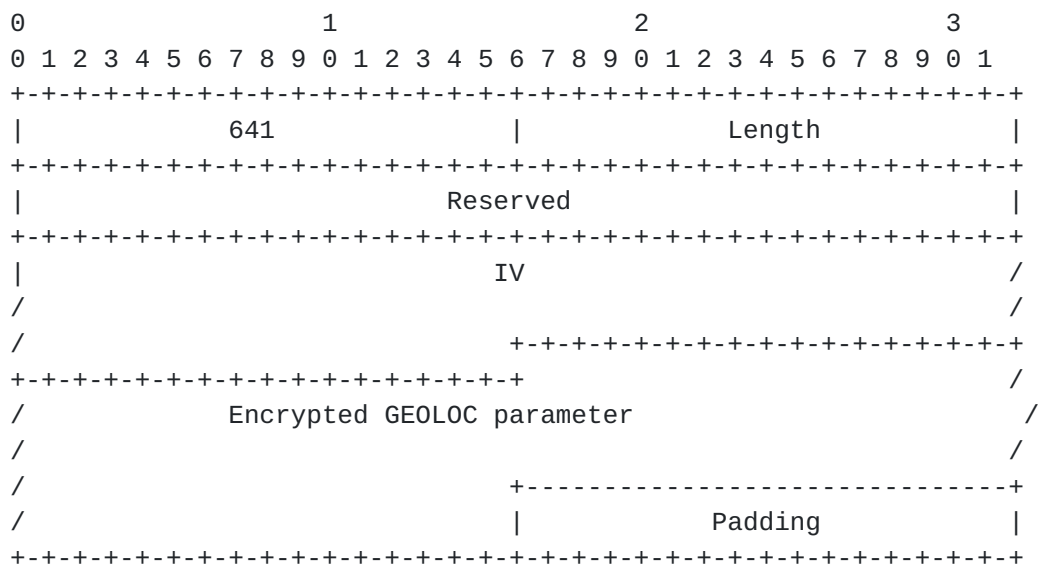 0                   1                   2                   3
0 1 2 3 4 5 6 7 8 9 0 1 2 3 4 5 6 7 8 9 0 1 2 3 4 5 6 7 8 9 0 1
+-+-+-+-+-+-+-+-+-+-+-+-+-+-+-+-+-+-+-+-+-+-+-+-+-+-+-+-+-+-+-+-+
|             641               |             Length            |
+-+-+-+-+-+-+-+-+-+-+-+-+-+-+-+-+-+-+-+-+-+-+-+-+-+-+-+-+-+-+-+-+
|                           Reserved                            |
+-+-+-+-+-+-+-+-+-+-+-+-+-+-+-+-+-+-+-+-+-+-+-+-+-+-+-+-+-+-+-+-+
|                              IV                               /
/                                                               /
/                               +-+-+-+-+-+-+-+-+-+-+-+-+-+-+-+-+
+-+-+-+-+-+-+-+-+-+-+-+-+-+-+-+-+                               /
/             Encrypted GEOLOC parameter                         /
/                                                               /
/                               +-------------------------------+
/                               |            Padding            |
+-+-+-+-+-+-+-+-+-+-+-+-+-+-+-+-+-+-+-+-+-+-+-+-+-+-+-+-+-+-+-+-+